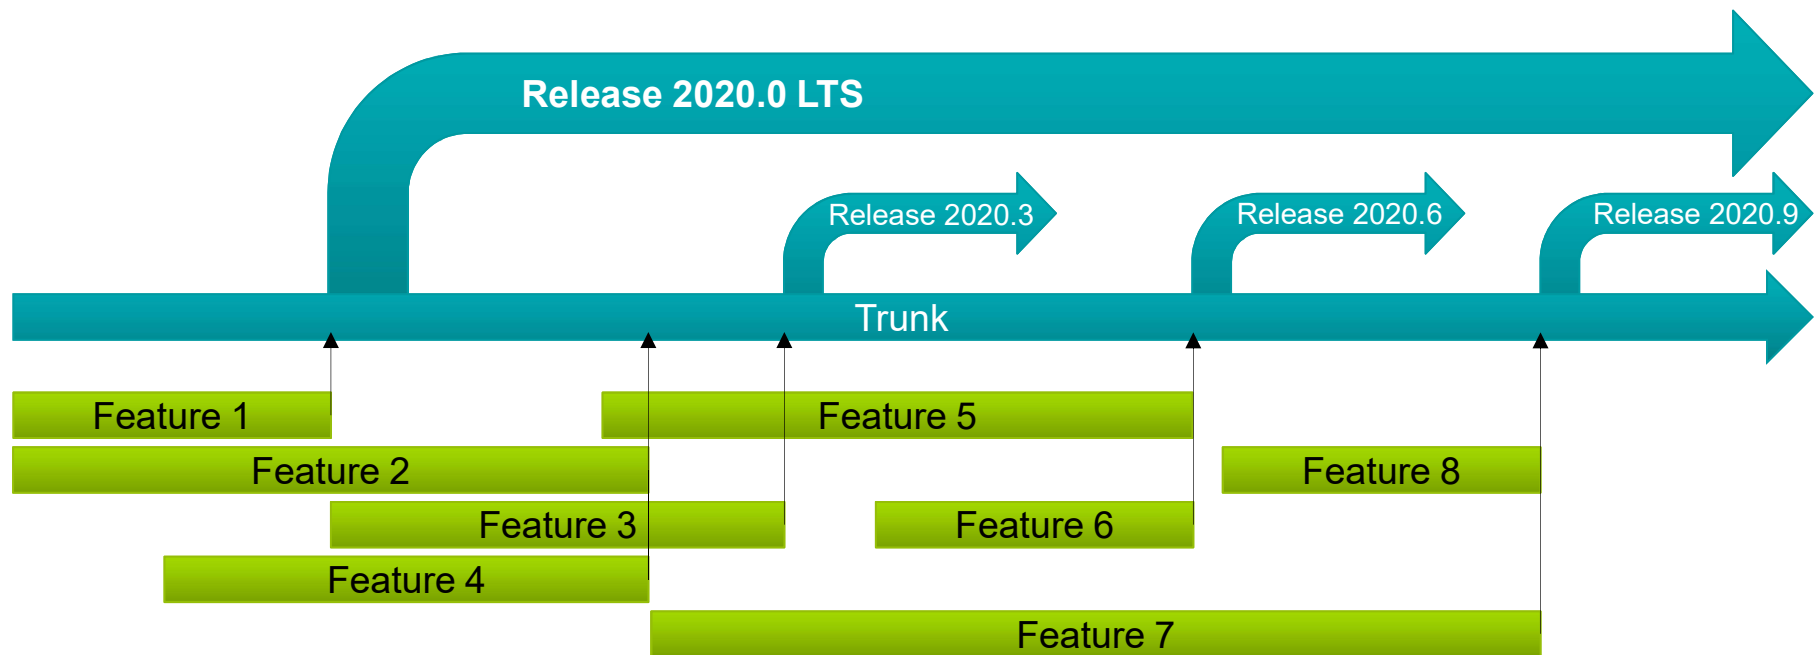 Release 2020.0 LTS
Release 2020.3
Release 2020.6
Release 2020.9
Trunk
Feature 1
Feature 5
Feature 2
Feature 8
Feature 3
Feature 6
Feature 4
Feature 7